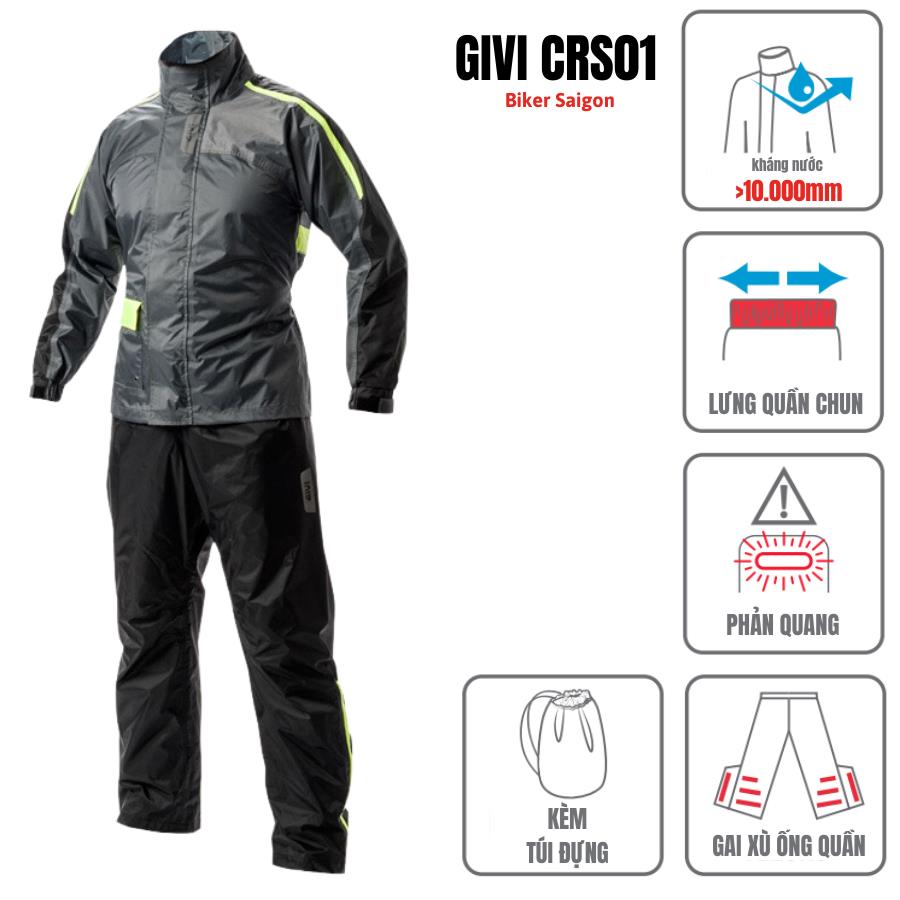 GIVI CRS01
Biker Saigon
kháng nước
>10.000mm
LƯNG QUẦN CHUN
PHẢN QUANG
KÈM
TÚI ĐỰNG
GAI XÙ ỐNG QUẦN
GIVI